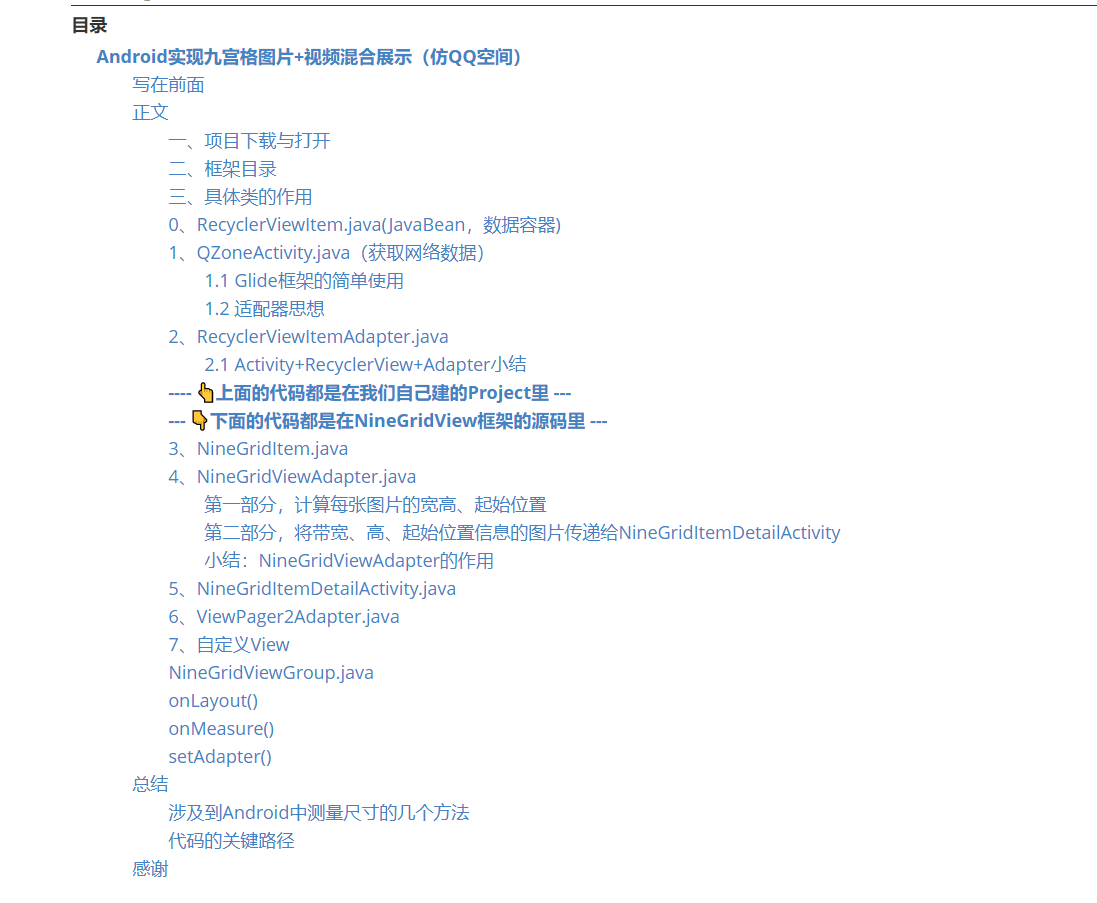 目录
Android实现九宫格图片+视频混合展示（仿QQ空间）
写在前面
正文
一、项目下载与打开
二、框架目录
三、具体类的作用
0、RecyclerViewItem.java(JavaBean，数据容器)
1、QZoneActivity.java（获取网络数据）
1.1 Glide框架的简单使用
1.2 适配器思想
2、RecyclerViewItemAdapter.java
2.1 Activity+RecyclerView+Adapter小结
---- 👆上面的代码都是在我们自己建的Project里 ---
--- 👇下面的代码都是在NineGridView框架的源码里 ---
3、NineGridItem.java
4、NineGridViewAdapter.java
第一部分，计算每张图片的宽高、起始位置
第二部分，将带宽、高、起始位置信息的图片传递给NineGridItemDetailActivity
小结：NineGridViewAdapter的作用
5、NineGridItemDetailActivity.java
6、ViewPager2Adapter.java
7、自定义View
NineGridViewGroup.java
onLayout()
onMeasure()
setAdapter()
总结
涉及到Android中测量尺寸的几个方法
代码的关键路径
感谢